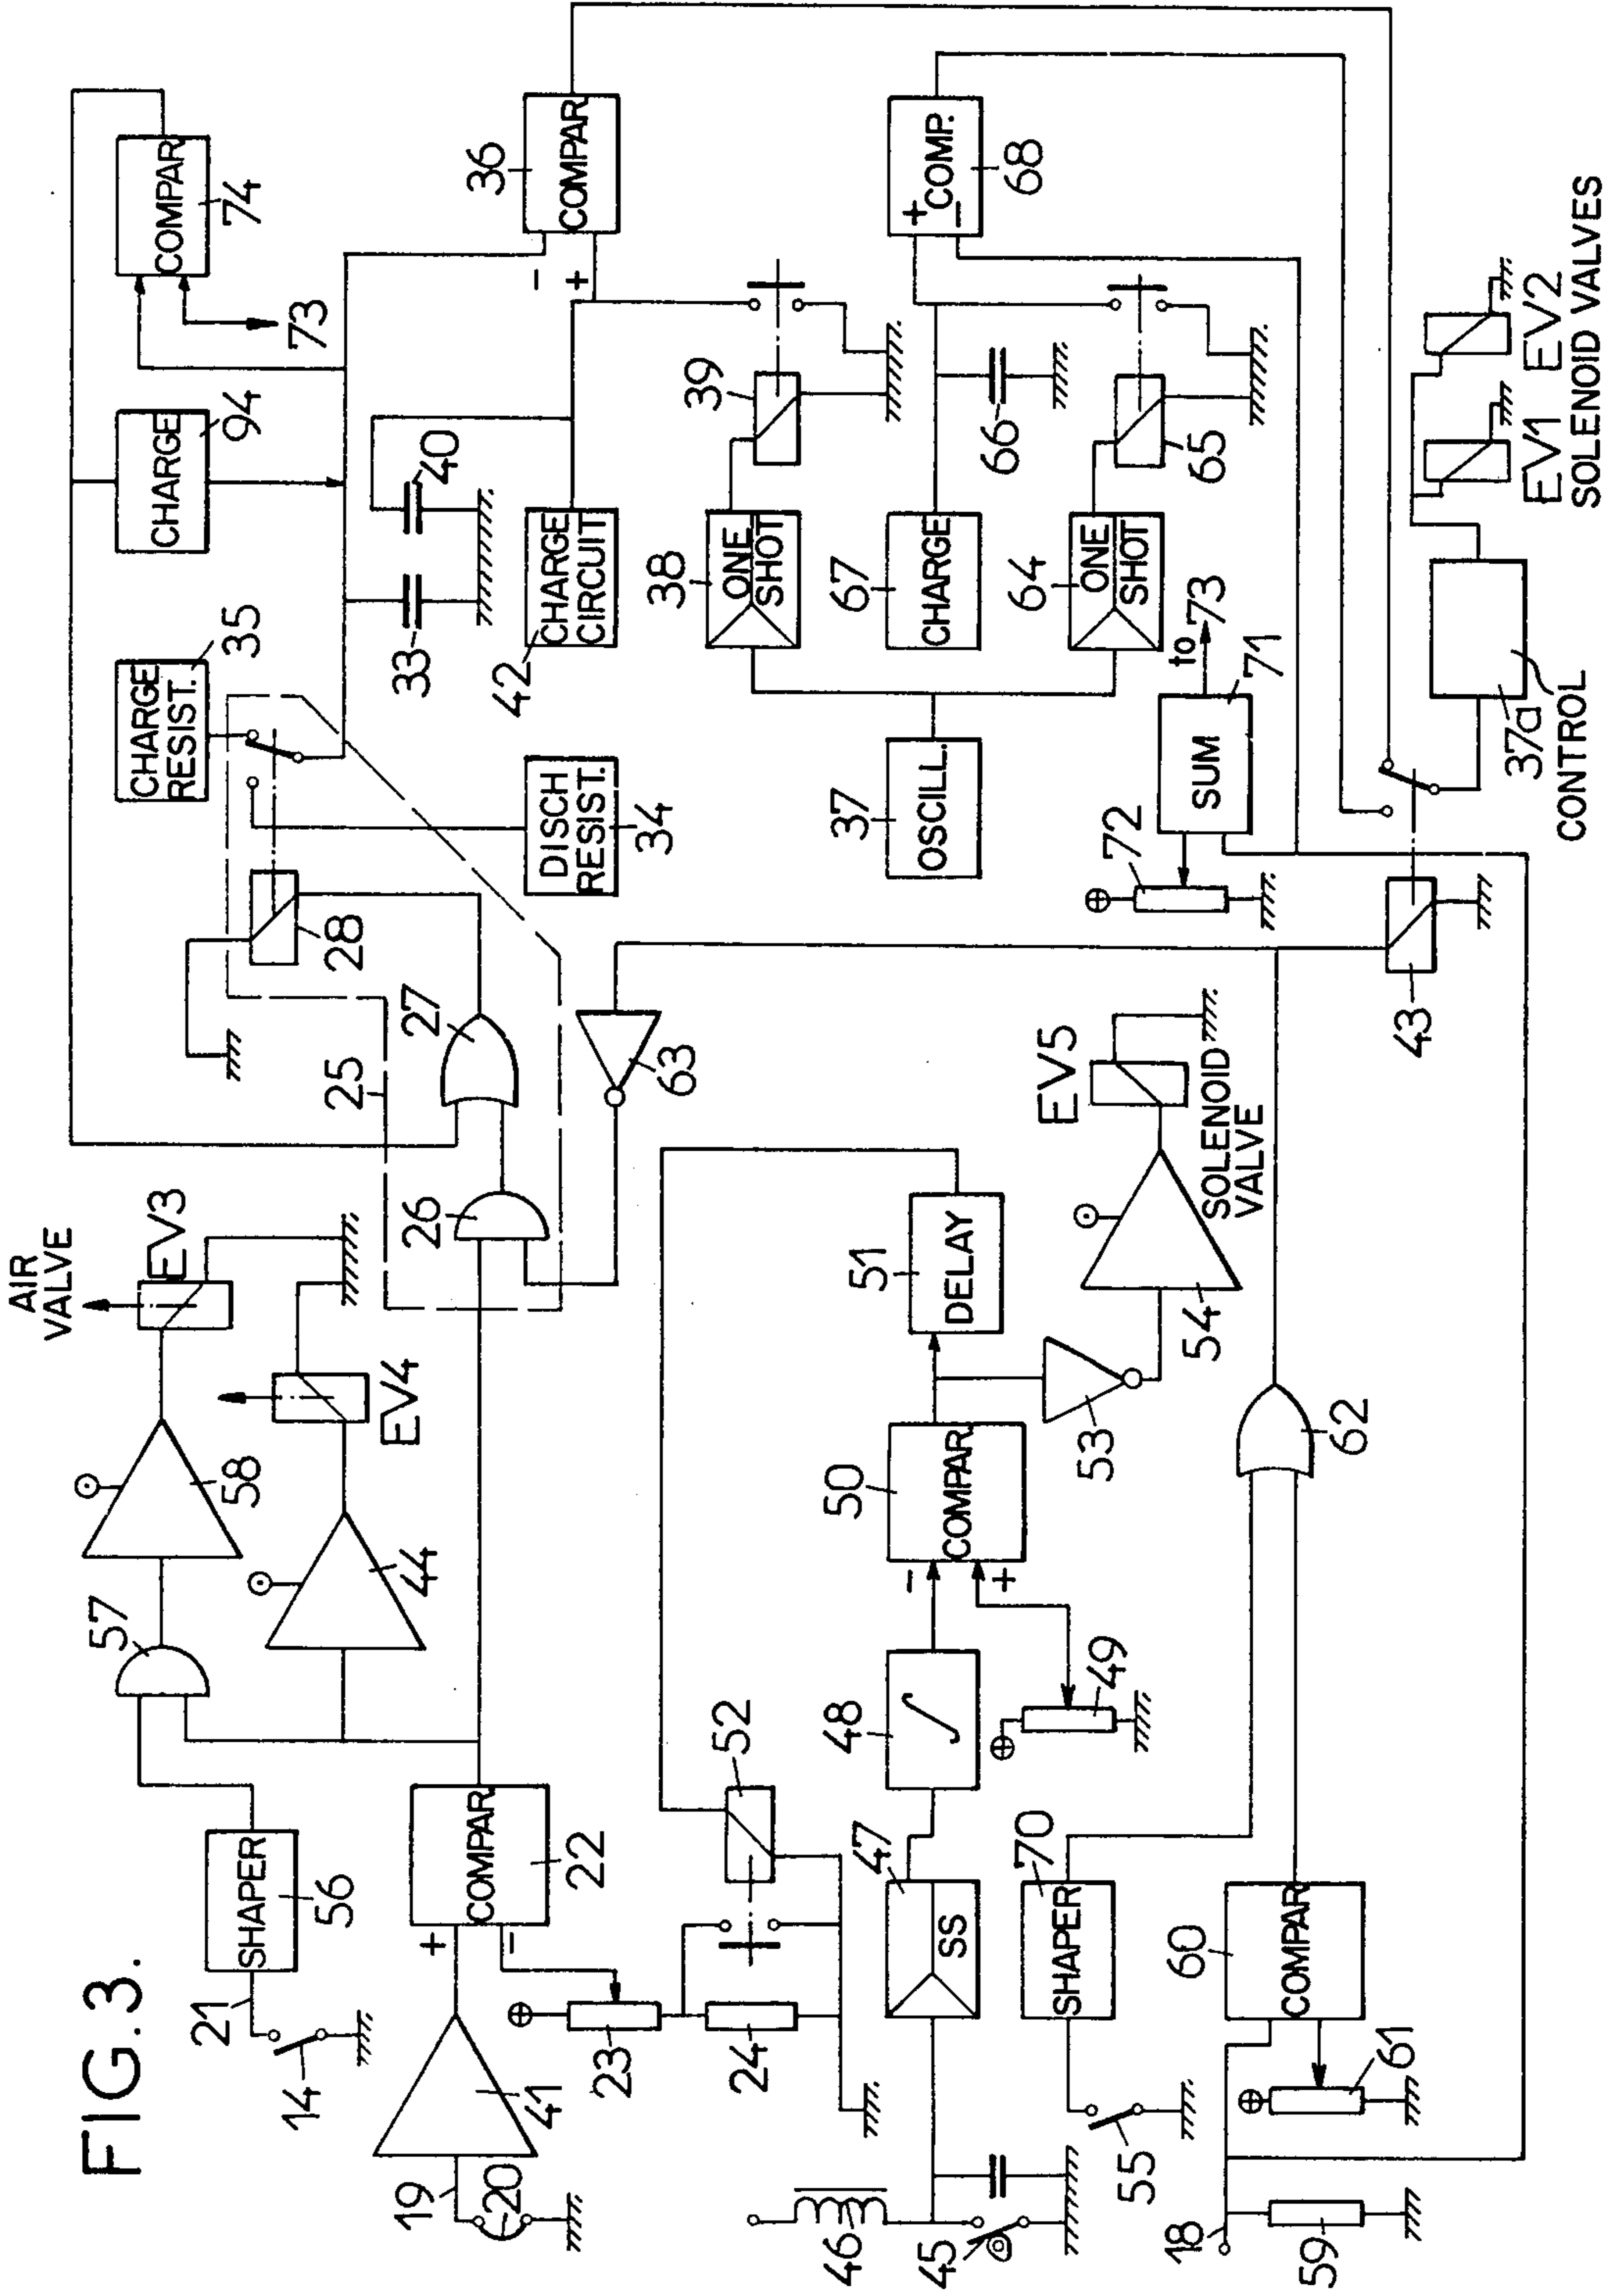 FIG.3.
AIR
VALVE
EV3
58
57
EV4
44
SHAPER
56
21
14
COMPAR
22
+
-
41
19
20
23
24
52
25
26
27
28
63
CHARGE
RESIST.
35
DISCH
RESIST.
34
CHARGE
94
COMPAR
74
73
33
40
CHARGE
CIRCUIT
42
36
COMPAR
-
+
ONE
SHOT
38
39
CHARGE
67
66
ONE
SHOT
64
65
COMP.
+
-
68
OSCILL.
37
SUM
71
to 73
72
DELAY
51
COMPAR
50
-
+
53
54
EV5
SOLENOID
VALVE
48
49
SS
47
46
45
SHAPER
70
55
COMPAR
60
61
62
18
59
43
37a
CONTROL
EV1 EV2
SOLENOID VALVES